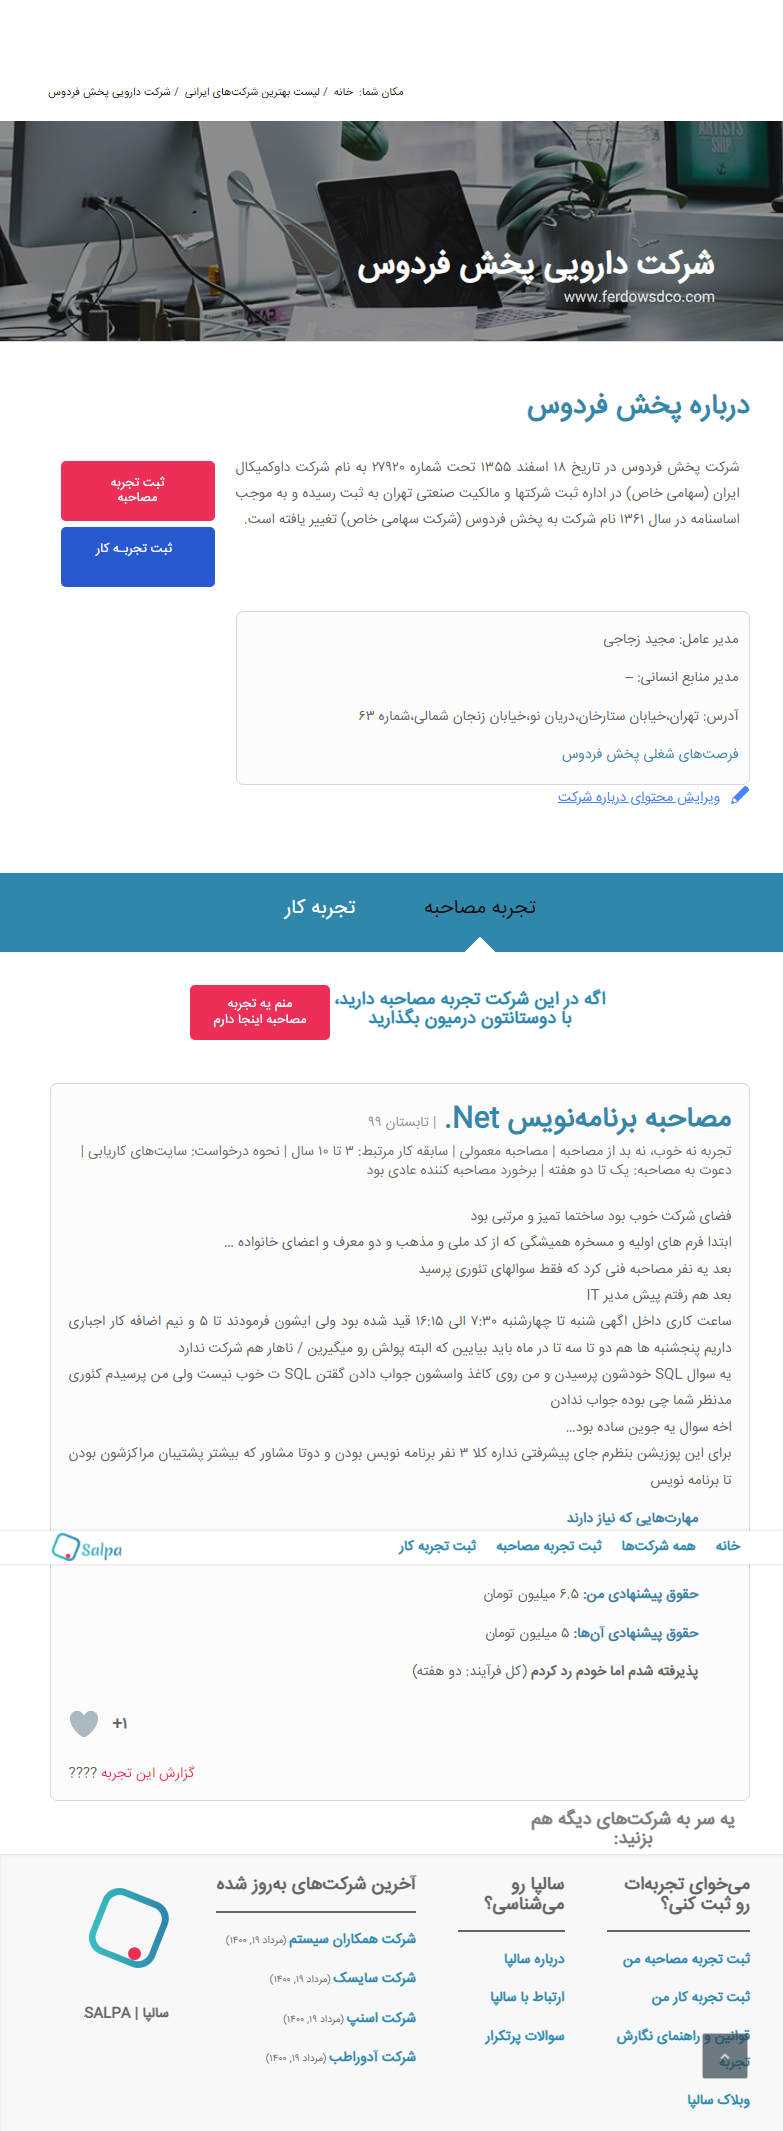 مکان شما: خانه / لیست بهترین شرکت‌های ایرانی / شرکت دارویی پخش فردوس
ARTISTS
SHIP
شرکت دارویی پخش فردوس
www.ferdowsdco.com
درباره پخش فردوس
شرکت پخش فردوس در تاریخ ۱۸ اسفند ۱۳۵۵ تحت شماره ۲۷۹۲۰ به نام شرکت داوکمیکال
ایران (سهامی خاص) در اداره ثبت شرکتها و مالکیت صنعتی تهران به ثبت رسیده و به موجب
اساسنامه در سال ۱۳۶۱ نام شرکت به پخش فردوس (شرکت سهامی خاص) تغییر یافته است.
ثبت تجربه
مصاحبه
ثبت تجربـه کار
مدیر عامل: مجید زجاجی
مدیر منابع انسانی: –
آدرس: تهران،خیابان ستارخان،دریان نو،خیابان زنجان شمالی،شماره ۶۳
فرصت‌های شغلی پخش فردوس
ویرایش محتوای درباره شرکت
تجربه مصاحبه
تجربه کار
اگه در این شرکت تجربه مصاحبه دارید،
با دوستانتون درمیون بگذارید
منم یه تجربه
مصاحبه اینجا دارم
مصاحبه برنامه‌نویس Net. | تابستان ۹۹
تجربه نه خوب، نه بد از مصاحبه | مصاحبه معمولی | سابقه کار مرتبط: ۳ تا ۱۰ سال | نحوه درخواست: سایت‌های کاریابی |
دعوت به مصاحبه: یک تا دو هفته | برخورد مصاحبه کننده عادی بود
فضای شرکت خوب بود ساختما تمیز و مرتبی بود
ابتدا فرم های اولیه و مسخره همیشگی که از کد ملی و مذهب و دو معرف و اعضای خانواده ...
بعد یه نفر مصاحبه فنی کرد که فقط سوالهای تئوری پرسید
بعد هم رفتم پیش مدیر IT
ساعت کاری داخل اگهی شنبه تا چهارشنبه ۷:۳۰ الی ۱۶:۱۵ قید شده بود ولی ایشون فرمودند تا ۵ و نیم اضافه کار اجباری
داریم پنجشنبه ها هم دو تا سه تا در ماه باید بیایین که البته پولش رو میگیرین / ناهار هم شرکت ندارد
یه سوال SQL خودشون پرسیدن و من روی کاغذ واسشون جواب دادن گفتن SQL ت خوب نیست ولی من پرسیدم کئوری
مدنظر شما چی بوده جواب ندادن
اخه سوال یه جوین ساده بود...
برای این پوزیشن بنظرم جای پیشرفتی نداره کلا ۳ نفر برنامه نویس بودن و دوتا مشاور که بیشتر پشتیبان مراکزشون بودن
تا برنامه نویس
مهارت‌هایی که نیاز دارند
خانه
همه شرکت‌ها
ثبت تجربه مصاحبه
ثبت تجربه کار
Salpa
حقوق پیشنهادی من: ۶.۵ میلیون تومان
حقوق پیشنهادی آن‌ها: ۵ میلیون تومان
پذیرفته شدم اما خودم رد کردم (کل فرآیند: دو هفته)
+۱
گزارش این تجربه ????
یه سر به شرکت‌های دیگه هم
بزنید:
می‌خوای تجربه‌ات
رو ثبت کنی؟
ثبت تجربه مصاحبه من
ثبت تجربه کار من
قوانین و راهنمای نگارش
تجربه
وبلاگ سالپا
سالپا رو
می‌شناسی؟
درباره سالپا
ارتباط با سالپا
سوالات پرتکرار
آخرین شرکت‌های به‌روز شده
شرکت همکاران سیستم (مرداد ۱۹, ۱۴۰۰)
شرکت سایسک (مرداد ۱۹, ۱۴۰۰)
شرکت اسنپ (مرداد ۱۹, ۱۴۰۰)
شرکت آدوراطب (مرداد ۱۹, ۱۴۰۰)
سالپا | SALPA